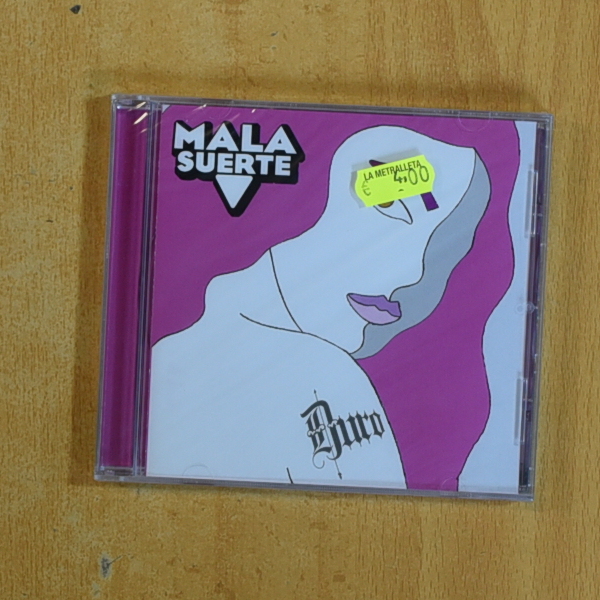 MALA
SUERTE
LA METRALLETA
€ 4.00
Duro